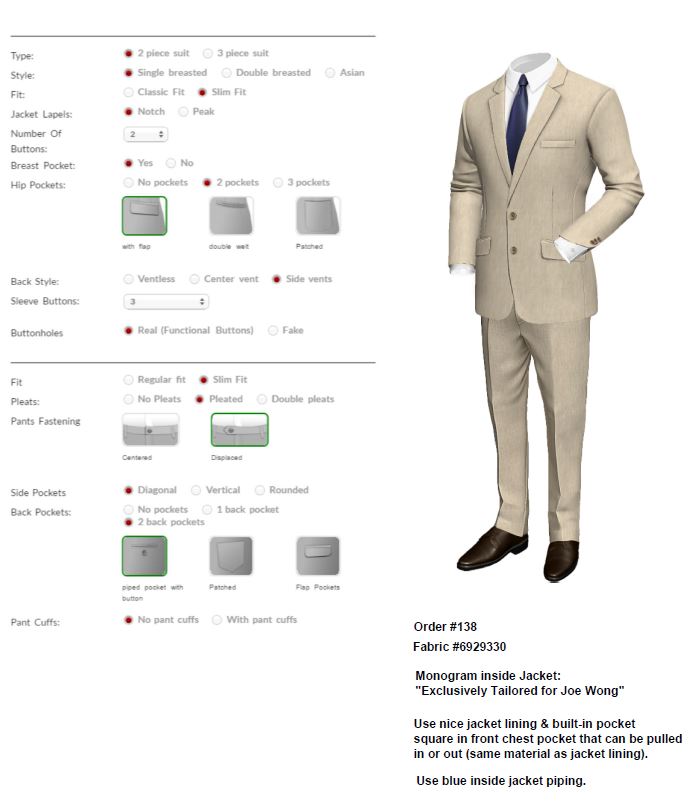 Type: 2 piece suit 3 piece suit
Style: Single breasted Double breasted Asian
Fit: Classic Fit Slim Fit
Jacket Lapels: Notch Peak
Number Of Buttons: 2
Breast Pocket: Yes No
Hip Pockets: No pockets 2 pockets 3 pockets
with flap double welt Patched
Back Style: Ventless Center vent Side vents
Sleeve Buttons: 3
Buttonholes Real (Functional Buttons) Fake
Fit Regular fit Slim Fit
Pleats: No Pleats Pleated Double pleats
Pants Fastening
Centered Displaced
Side Pockets Diagonal Vertical Rounded
Back Pockets: No pockets 1 back pocket
2 back pockets
piped pocket with button Patched Flap Pockets
Pant Cuffs: No pant cuffs With pant cuffs
Order #138
Fabric #6929330
Monogram inside Jacket:
"Exclusively Tailored for Joe Wong"
Use nice jacket lining & built-in pocket
square in front chest pocket that can be pulled
in or out (same material as jacket lining).
Use blue inside jacket piping.